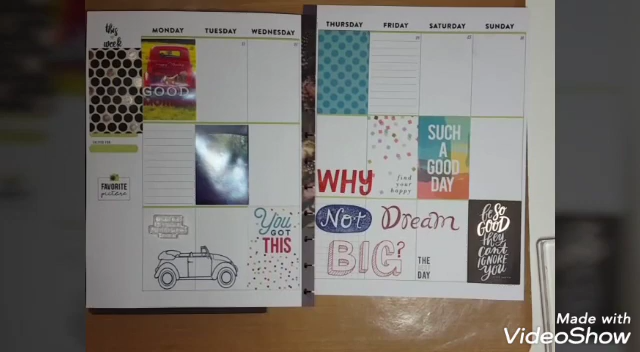 this
week
MONDAY
TUESDAY
WEDNESDAY
THURSDAY
FRIDAY
SATURDAY
SUNDAY
GOOD
FAVORITE
picture
WHY
find
your
happy
SUCH
A
GOOD
DAY
You
GOT
THIS
Not Dream
BIG?
THE
DAY
Be SO
GOOD
they
can't
IGNORE
you
Made with
VideoShow